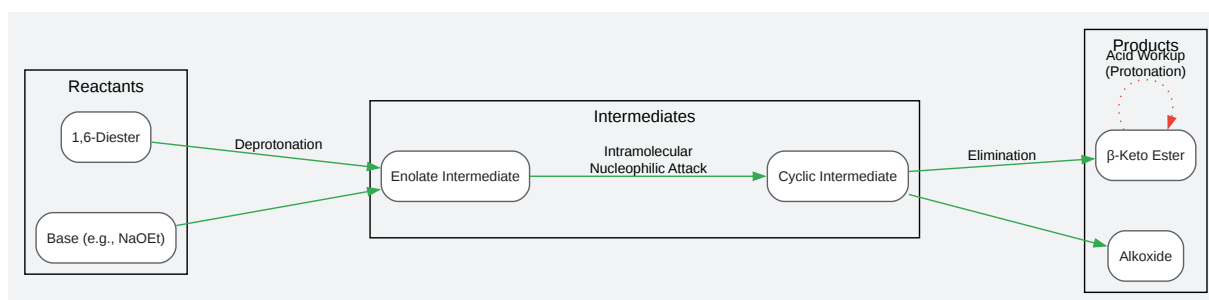 Reactants
1,6-Diester
Base (e.g., NaOEt)
Deprotonation
Intermediates
Enolate Intermediate
Intramolecular
Nucleophilic Attack
Cyclic Intermediate
Elimination
Products
Acid Workup
(Protonation)
β-Keto Ester
Alkoxide